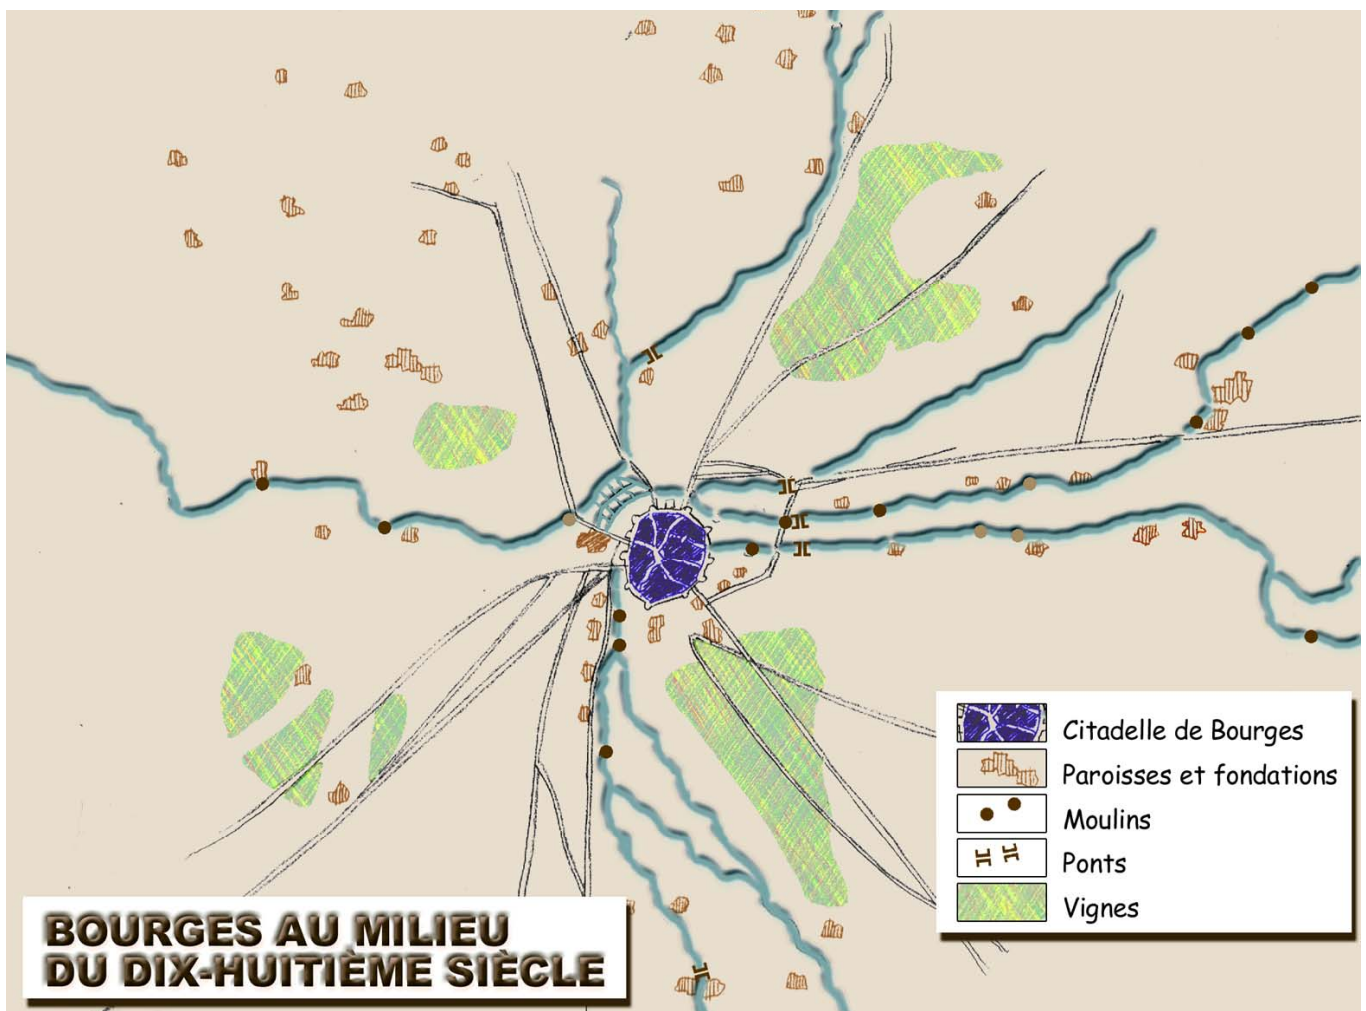 Citadelle de Bourges
Paroisses et fondations
Moulins
Ponts
Vignes
BOURGES AU MILIEU
DU DIX-HUITIÈME SIÈCLE